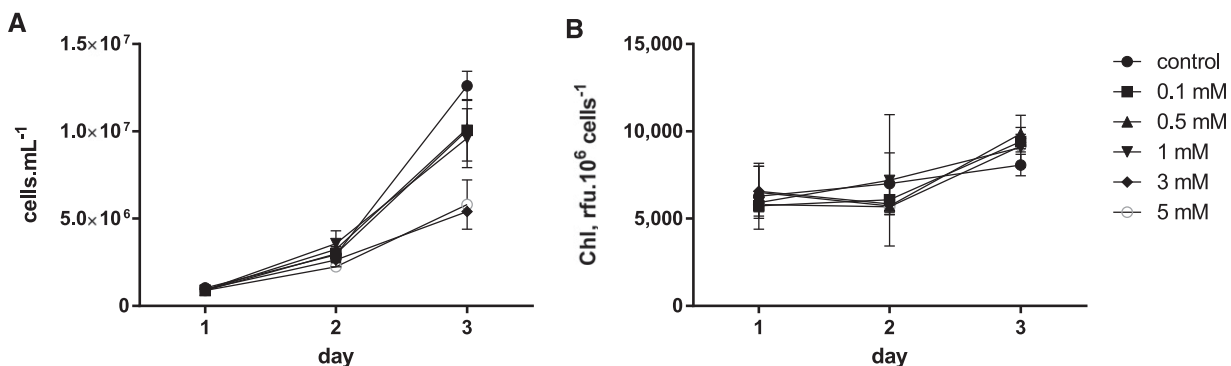 A
1.5×10⁷
1.0×10⁷
5.0×10⁶
0
cells.mL⁻¹
1 2 3
day
B
15,000
10,000
5,000
0
Chl, rfu.10⁶ cells⁻¹
1 2 3
day
control
0.1 mM
0.5 mM
1 mM
3 mM
5 mM